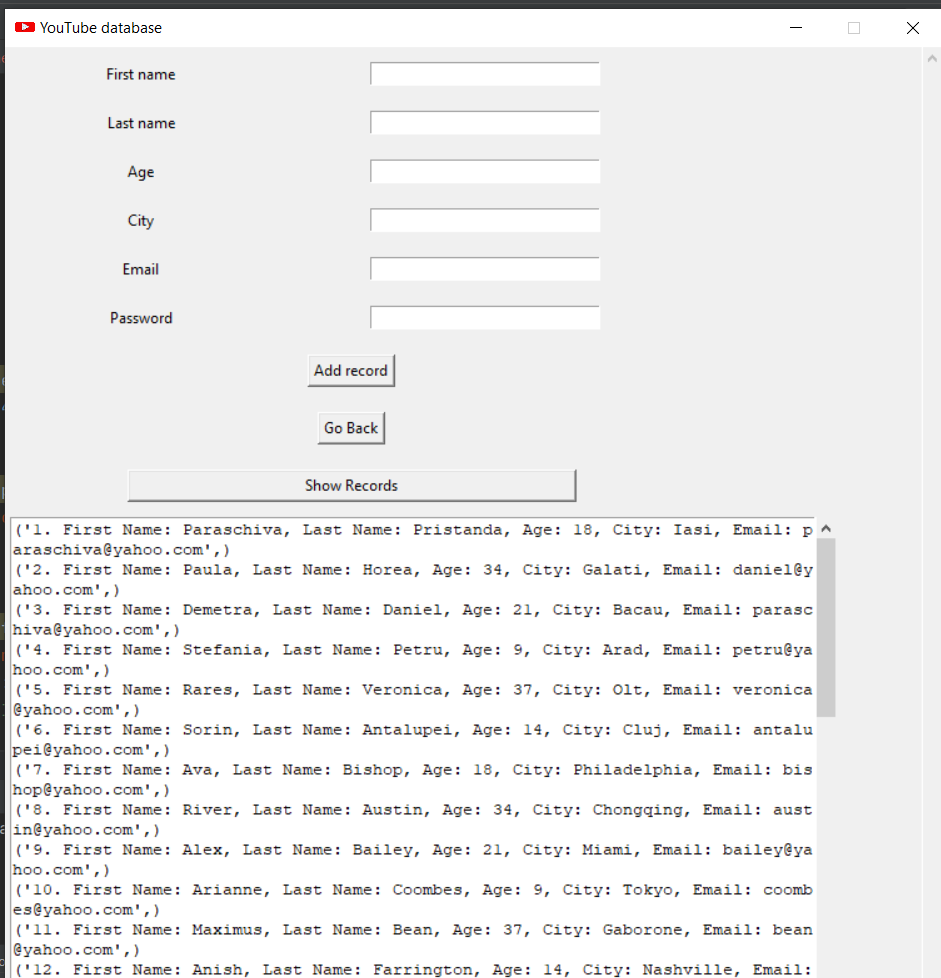 YouTube database
First name
Last name
Age
City
Email
Password
Add record
Go Back
Show Records
('1. First Name: Paraschiva, Last Name: Pristanda, Age: 18, City: Iasi, Email: p
araschiva@yahoo.com',)
('2. First Name: Paula, Last Name: Horea, Age: 34, City: Galati, Email: daniel@y
ahoo.com',)
('3. First Name: Demetra, Last Name: Daniel, Age: 21, City: Bacau, Email: parasc
hiva@yahoo.com',)
('4. First Name: Stefania, Last Name: Petru, Age: 9, City: Arad, Email: petru@ya
hoo.com',)
('5. First Name: Rares, Last Name: Veronica, Age: 37, City: Olt, Email: veronica
@yahoo.com',)
('6. First Name: Sorin, Last Name: Antalupei, Age: 14, City: Cluj, Email: antalu
pei@yahoo.com',)
('7. First Name: Ava, Last Name: Bishop, Age: 18, City: Philadelphia, Email: bis
hop@yahoo.com',)
('8. First Name: River, Last Name: Austin, Age: 34, City: Chongqing, Email: aust
in@yahoo.com',)
('9. First Name: Alex, Last Name: Bailey, Age: 21, City: Miami, Email: bailey@ya
hoo.com',)
('10. First Name: Arianne, Last Name: Coombes, Age: 9, City: Tokyo, Email: coomb
es@yahoo.com',)
('11. First Name: Maximus, Last Name: Bean, Age: 37, City: Gaborone, Email: bean
@yahoo.com',)
('12. First Name: Anish, Last Name: Farrington, Age: 14, City: Nashville, Email: